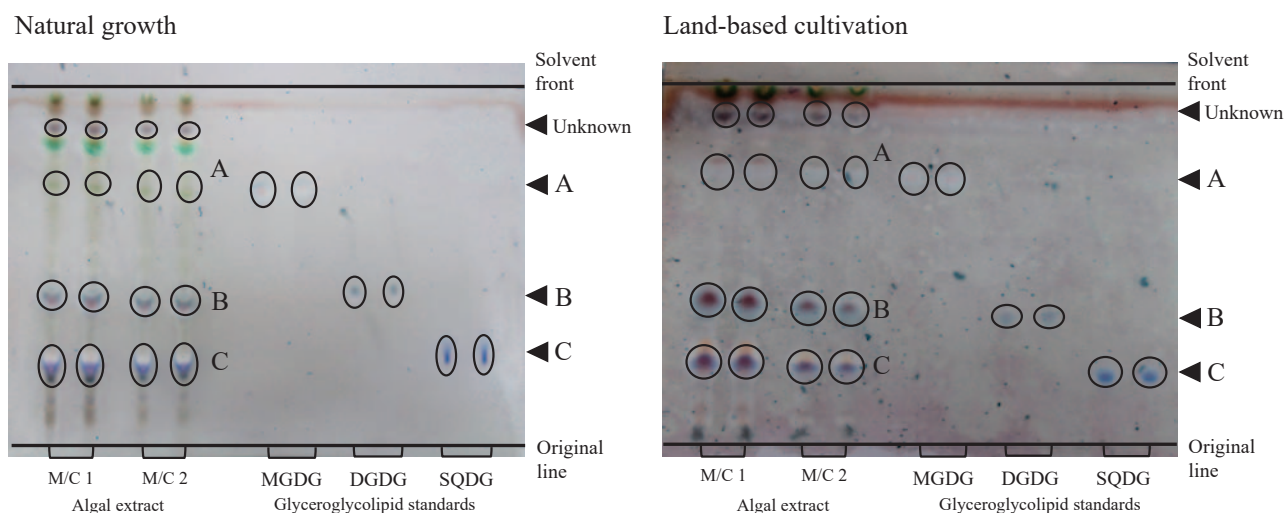 Natural growth
Solvent
front
Unknown
A
A
B
B
C
C
Original
line
M/C 1
M/C 2
MGDG
DGDG
SQDG
Algal extract
Glyceroglycolipid standards
Land-based cultivation
Solvent
front
Unknown
A
A
B
B
C
C
Original
line
M/C 1
M/C 2
MGDG
DGDG
SQDG
Algal extract
Glyceroglycolipid standards